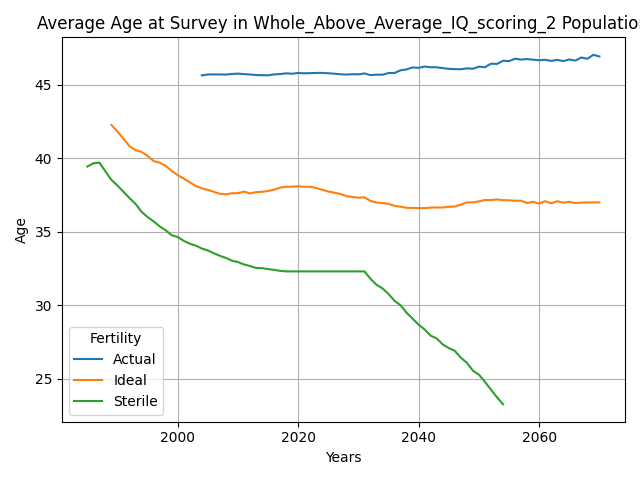 Average Age at Survey in Whole_Above_Average_IQ_scoring_2 Population
Age
45
40
35
30
25
Fertility
Actual
Ideal
Sterile
2000 2020 2040 2060
Years